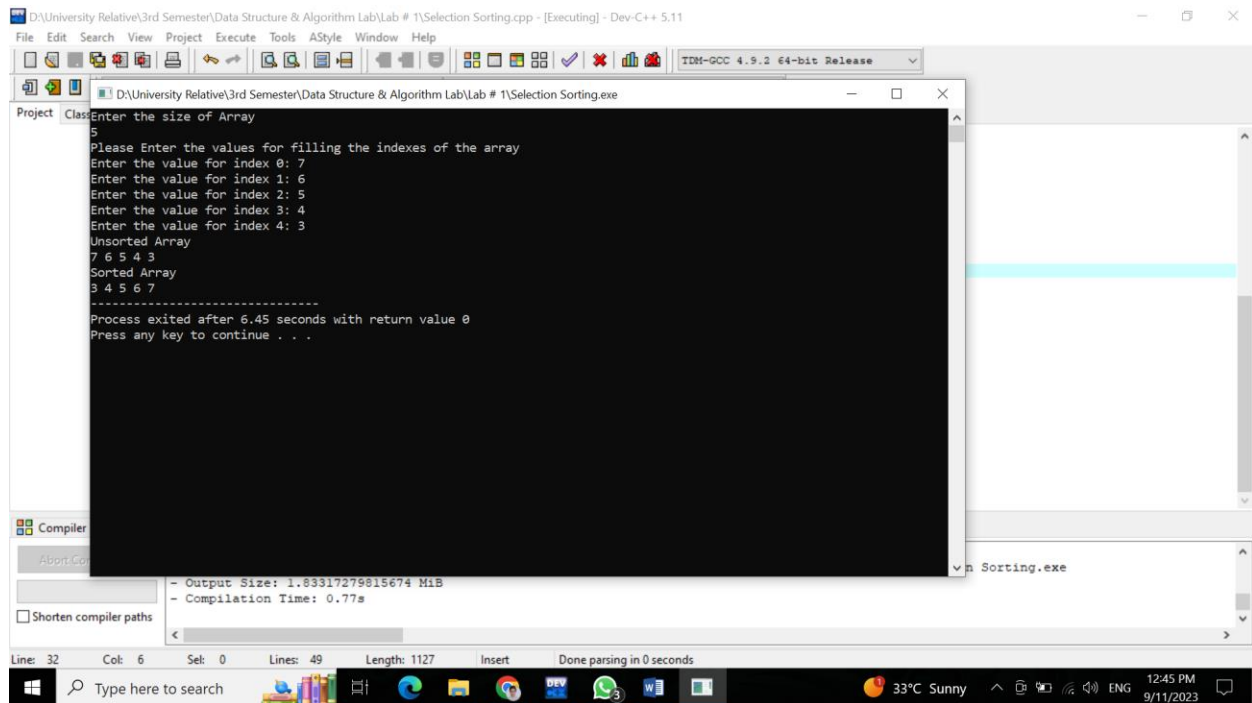 D:\University Relative\3rd Semester\Data Structure & Algorithm Lab\Lab # 1\Selection Sorting.cpp - [Executing] - Dev-C++ 5.11
File Edit Search View Project Execute Tools AStyle Window Help
TDM-GCC 4.9.2 64-bit Release
D:\University Relative\3rd Semester\Data Structure & Algorithm Lab\Lab # 1\Selection Sorting.exe
Project Clas
Enter the size of Array
5
Please Enter the values for filling the indexes of the array
Enter the value for index 0: 7
Enter the value for index 1: 6
Enter the value for index 2: 5
Enter the value for index 3: 4
Enter the value for index 4: 3
Unsorted Array
7 6 5 4 3
Sorted Array
3 4 5 6 7
--------------------------------
Process exited after 6.45 seconds with return value 0
Press any key to continue . . .
Compiler
Abort Co
n Sorting.exe
- Output Size: 1.83317279815674 MiB
- Compilation Time: 0.77s
Shorten compiler paths
Line: 32 Col: 6 Sel: 0 Lines: 49 Length: 1127 Insert Done parsing in 0 seconds
Type here to search
DEV
3
W
33°C Sunny
ENG
12:45 PM
9/11/2023